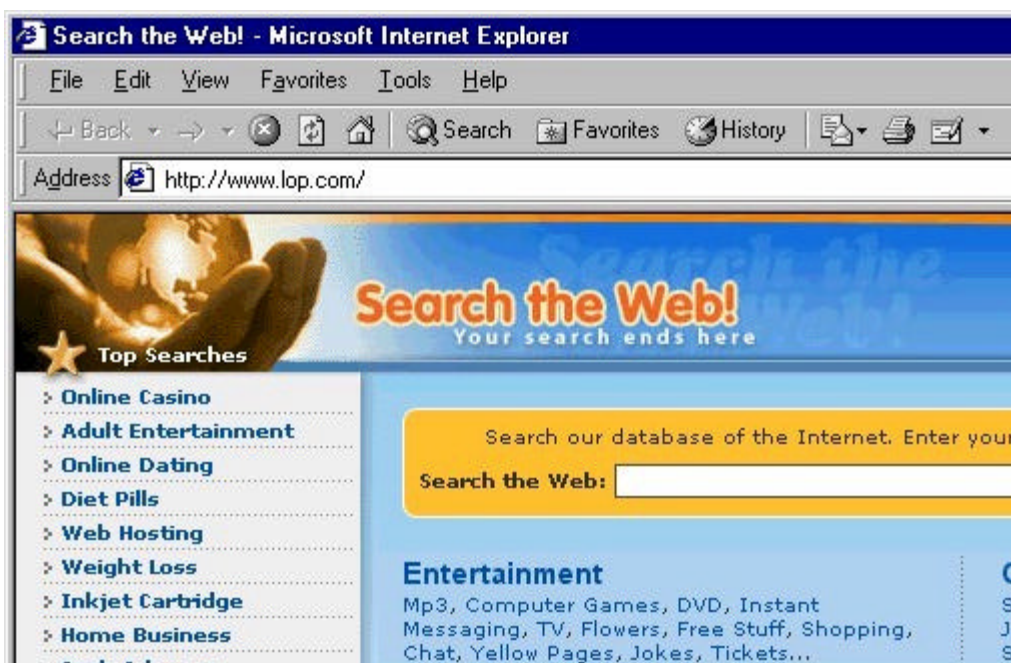 Search the Web! - Microsoft Internet Explorer
File Edit View Favorites Tools Help
Back Search Favorites History
Address http://www.lop.com/
Search the Web!
Search the Web!
Your search ends here
Top Searches
Online Casino
Adult Entertainment
Online Dating
Diet Pills
Web Hosting
Weight Loss
Inkjet Cartridge
Home Business
Search our database of the Internet. Enter your
Search the Web:
Entertainment
Mp3, Computer Games, DVD, Instant
Messaging, TV, Flowers, Free Stuff, Shopping,
Chat, Yellow Pages, Jokes, Tickets...